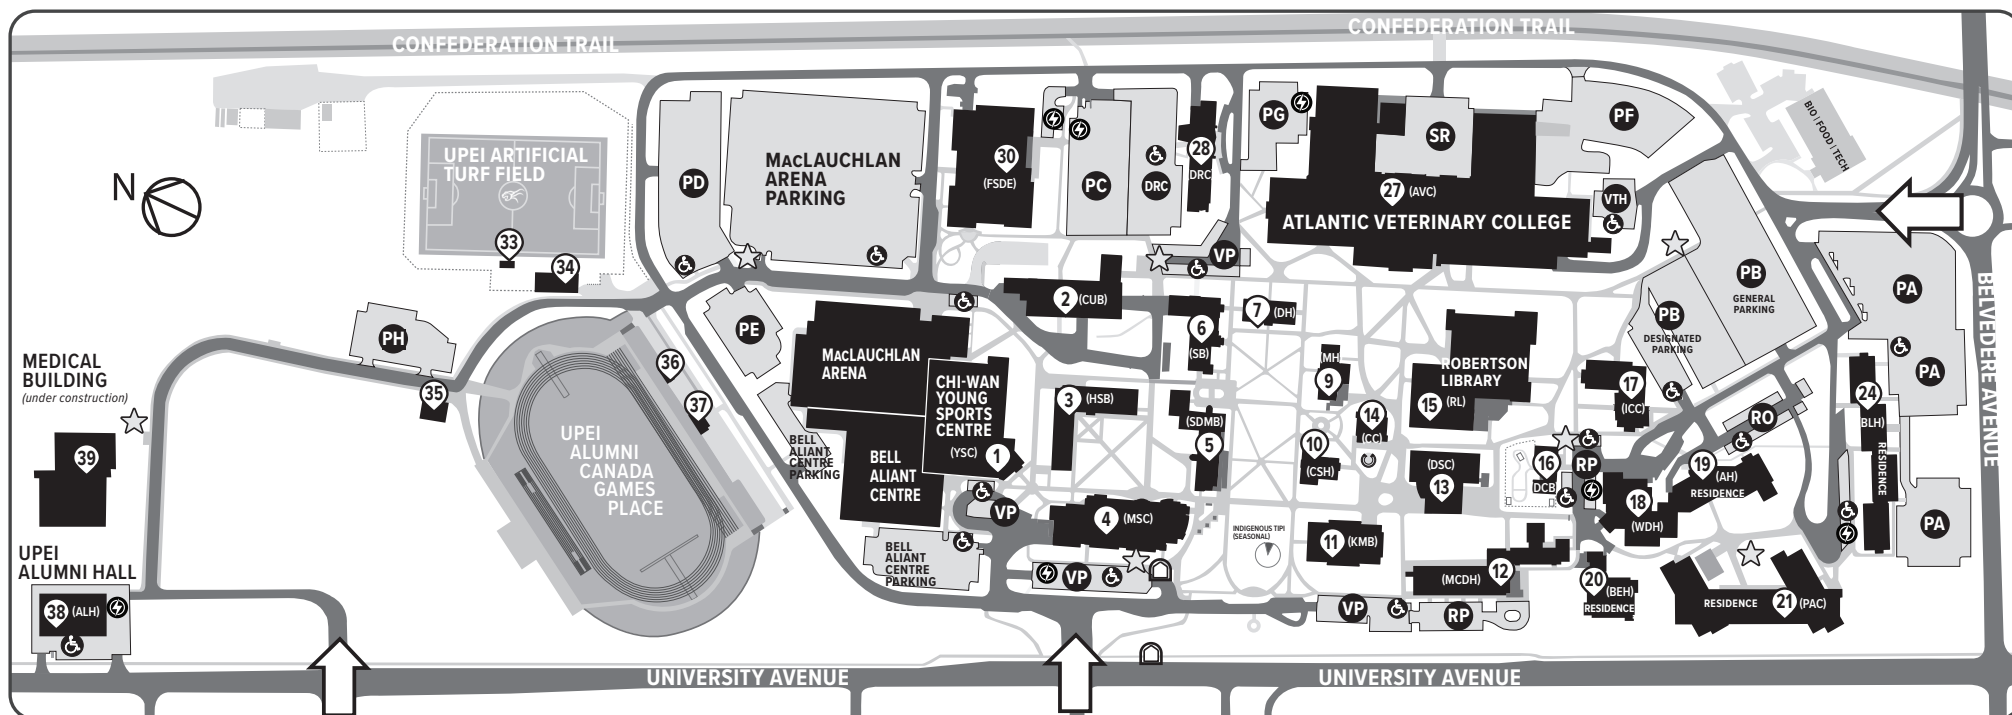 CONFEDERATION TRAIL
CONFEDERATION TRAIL
N
UPEI ARTIFICIAL
TURF FIELD
33
34
PD
MacLAUCHLAN
ARENA
PARKING
30
(FSDE)
PC
DRC
28
DRC
PG
SR
PF
BIO | FOOD | TECH
27 (AVC)
ATLANTIC VETERINARY COLLEGE
VTH
VP
PA
BELVEDERE AVENUE
PB
GENERAL
PARKING
PB
DESIGNATED
PARKING
2 (CUB)
6
(SB)
7 (DH)
PE
PH
MEDICAL
BUILDING
(under construction)
39
35
36
37
UPEI
ALUMNI
CANADA
GAMES
PLACE
MacLAUCHLAN
ARENA
CHI-WAN
YOUNG
SPORTS
CENTRE
(YSC) 1
BELL
ALIANT
CENTRE
BELL
ALIANT
CENTRE
PARKING
3 (HSB)
(SDMB)
5
(MH
9
10
(CSH)
14
(CC)
ROBERTSON
LIBRARY
15 (RL)
(DSC)
13
17
(ICC)
16
DCB
RP
RO
24
(BLH)
RESIDENCE
PA
PA
19
(AH)
RESIDENCE
18
(WDH)
VP
4 (MSC)
INDIGENOUS TIPI
(SEASONAL)
11 (KMB)
12
(MCDH)
20
(BEH)
RESIDENCE
RESIDENCE 21 (PAC)
BELL
ALIANT
CENTRE
PARKING
VP
VP
RP
UPEI
ALUMNI HALL
38 (ALH)
UNIVERSITY AVENUE
UNIVERSITY AVENUE